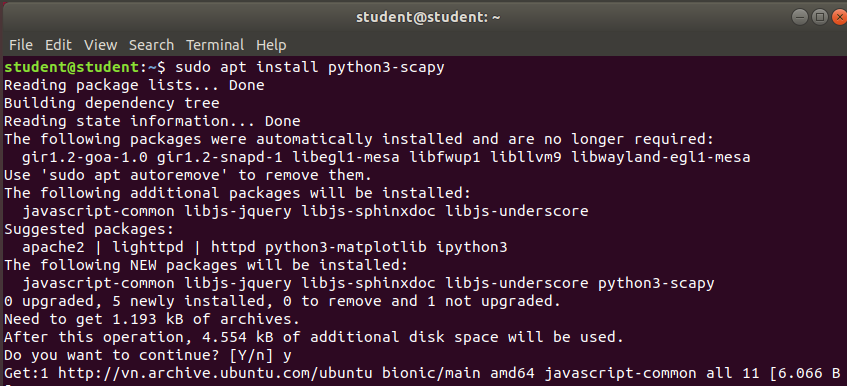 student@student: ~
File Edit View Search Terminal Help
student@student:~$ sudo apt install python3-scapy
Reading package lists... Done
Building dependency tree
Reading state information... Done
The following packages were automatically installed and are no longer required:
  gir1.2-goa-1.0 gir1.2-snapd-1 libegl1-mesa libfwup1 libllvm9 libwayland-egl1-mesa
Use 'sudo apt autoremove' to remove them.
The following additional packages will be installed:
  javascript-common libjs-jquery libjs-sphinxdoc libjs-underscore
Suggested packages:
  apache2 | lighttpd | httpd python3-matplotlib ipython3
The following NEW packages will be installed:
  javascript-common libjs-jquery libjs-sphinxdoc libjs-underscore python3-scapy
0 upgraded, 5 newly installed, 0 to remove and 1 not upgraded.
Need to get 1.193 kB of archives.
After this operation, 4.554 kB of additional disk space will be used.
Do you want to continue? [Y/n] y
Get:1 http://vn.archive.ubuntu.com/ubuntu bionic/main amd64 javascript-common all 11 [6.066 B